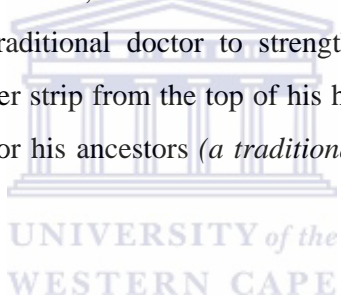 raditional doctor to strengt
er strip from the top of his h
or his ancestors (a traditiona
UNIVERSITY of the
WESTERN CAPE